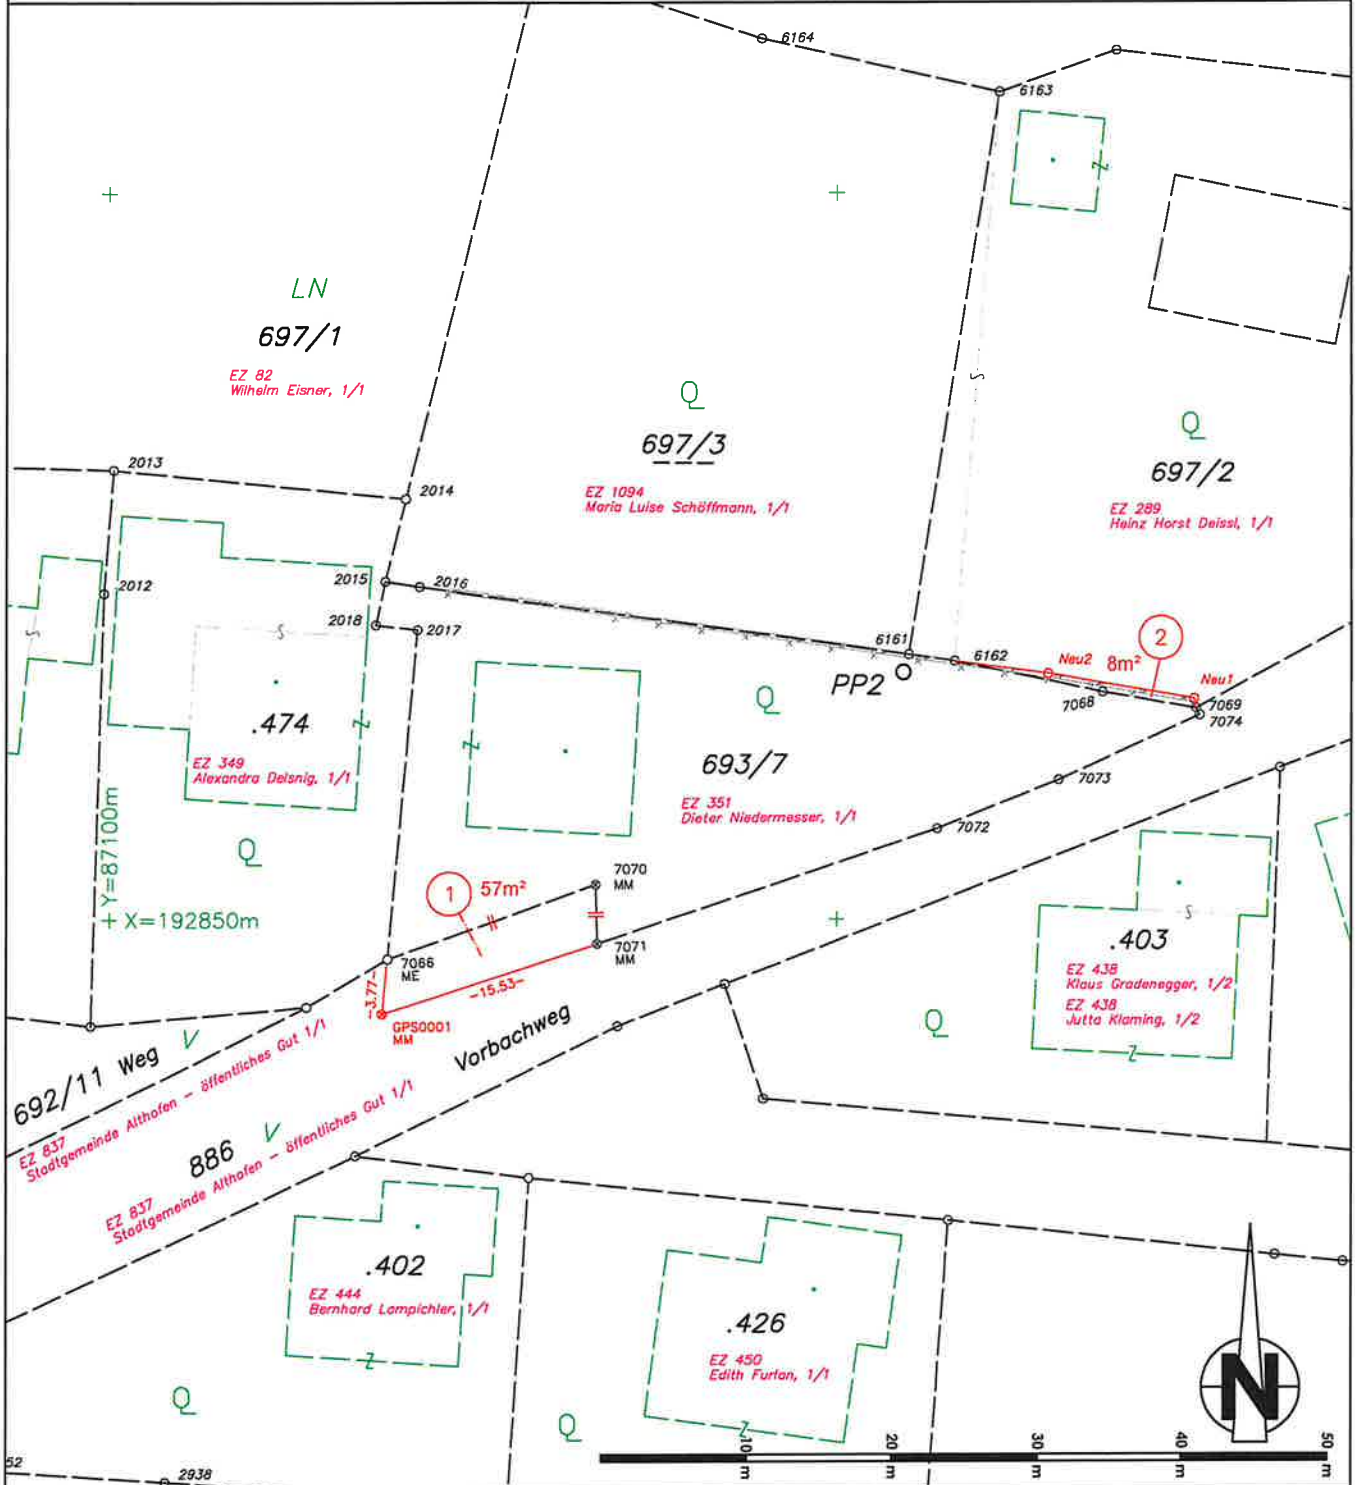 6164
6163
LN
697/1
EZ 82
Wilhelm Eisner, 1/1
Q
697/3
EZ 1094
Maria Luise Schöffmann, 1/1
Q
697/2
EZ 289
Heinz Horst Deissl, 1/1
2013
2014
2012
2015
2016
2018
2017
6161
6162
PP2
Neu2
8m²
2
Neu1
7068
7069
7074
7073
7072
.474
EZ 349
Alexandra Delsnig, 1/1
Q
693/7
EZ 351
Dieter Niedermesser, 1/1
Q
Y=87100m
X=192850m
1
57m²
7070
MM
7071
MM
7066
ME
-3.77-
-15.53-
GPS0001
MM
Vorbachweg
692/11 Weg
V
EZ 837
Stadtgemeinde Althofen - öffentliches Gut 1/1
886
V
EZ 837
Stadtgemeinde Althofen - öffentliches Gut 1/1
.403
EZ 438
Klaus Gradenegger, 1/2
EZ 438
Jutta Klaming, 1/2
Q
.402
EZ 444
Bernhard Lampichler, 1/1
.426
EZ 450
Edith Furlan, 1/1
Q
Q
N
10 m
20 m
30 m
40 m
50 m
52
2938